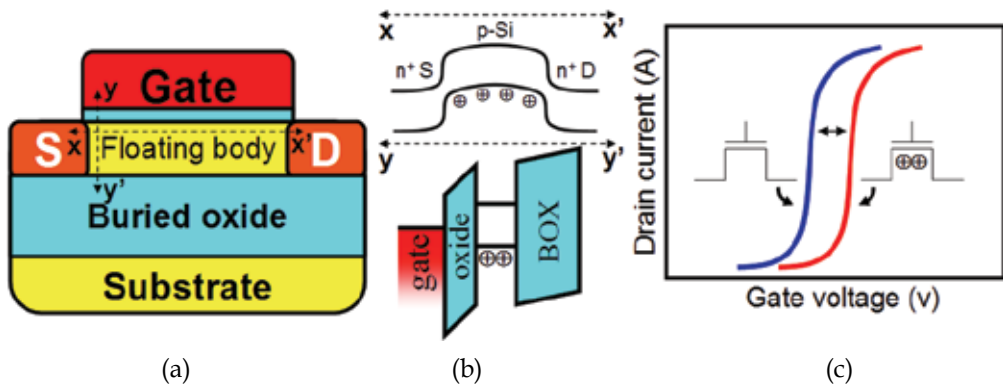 Gate
y
S x Floating body x' D
y'
Buried oxide
Substrate
(a)
x x'
p-Si
n+ S n+ D
⊕ ⊕ ⊕ ⊕
y y'
gate
oxide
⊕⊕
BOX
(b)
Drain current (A)
⊕⊕
Gate voltage (v)
(c)